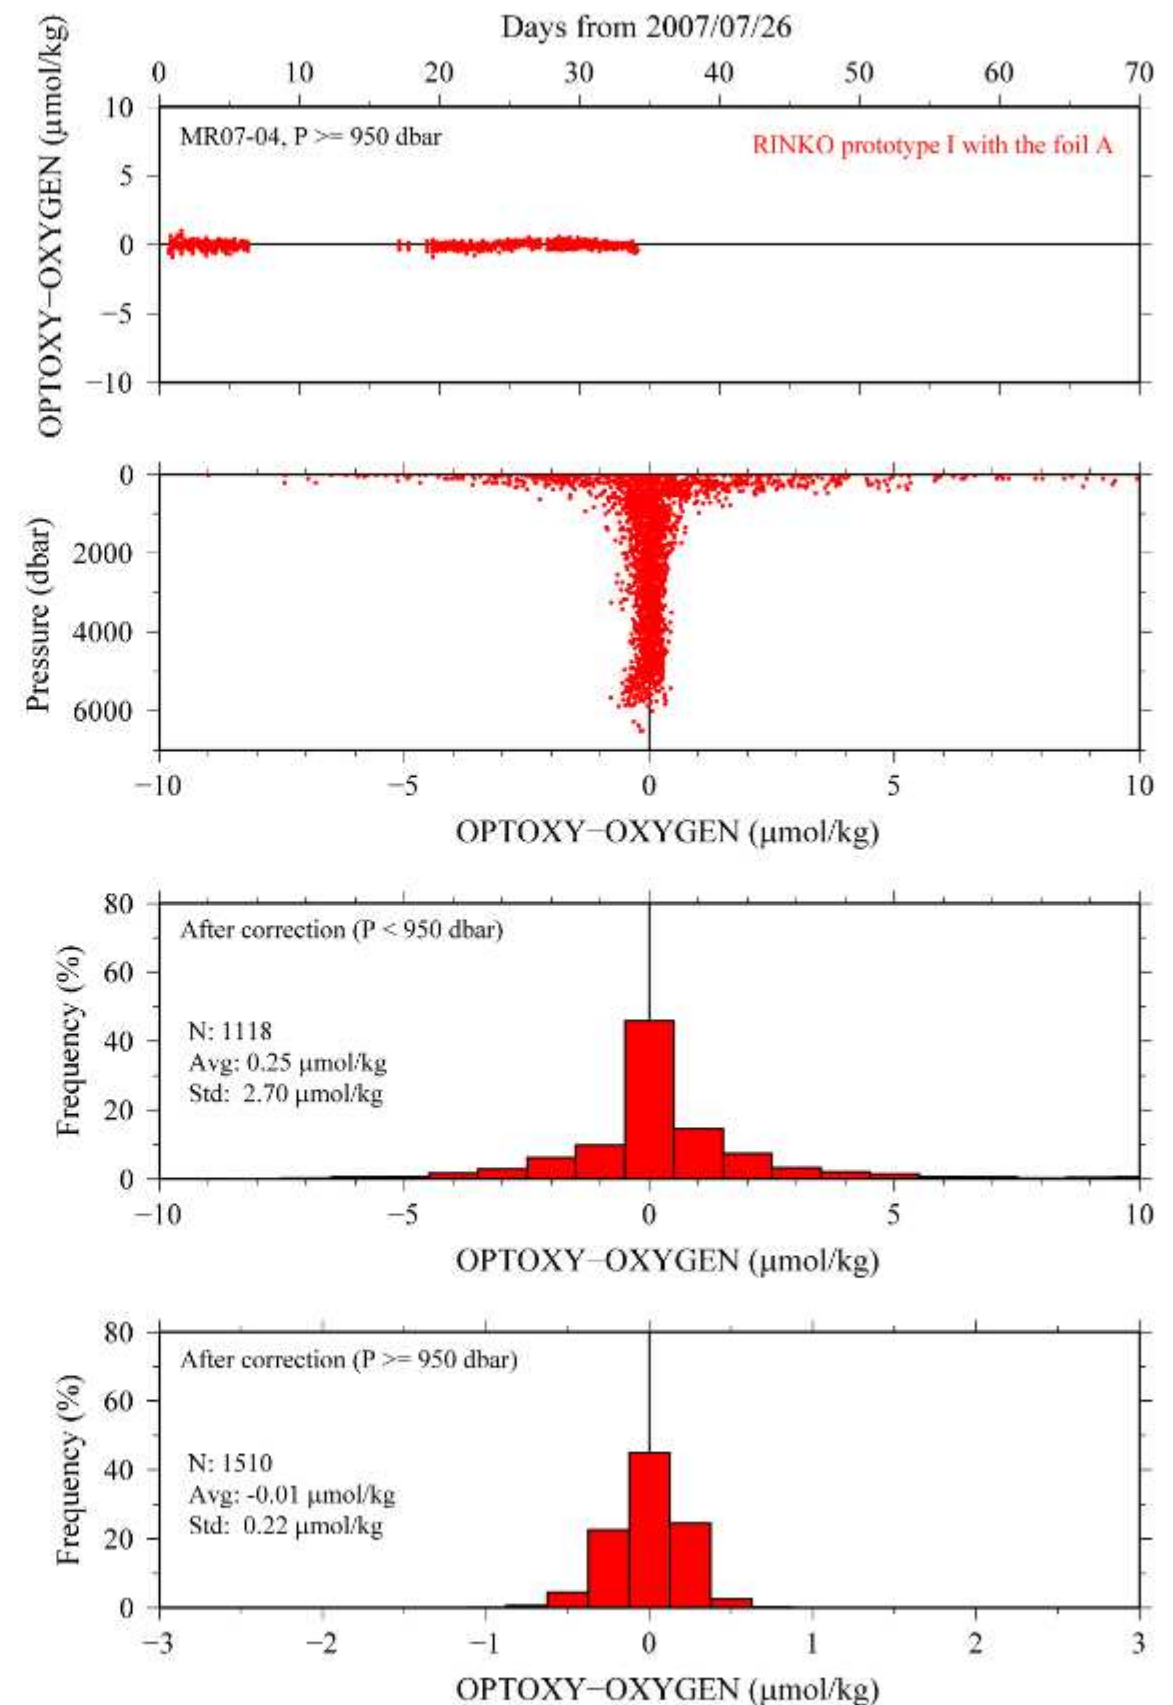 Days from 2007/07/26
0 10 20 30 40 50 60 70
OPTOXY−OXYGEN (μmol/kg)
10
5
0
−5
−10
MR07-04, P >= 950 dbar
RINKO prototype I with the foil A
Pressure (dbar)
0
2000
4000
6000
−10 −5 0 5 10
OPTOXY−OXYGEN (μmol/kg)
Frequency (%)
80
60
40
20
0
After correction (P < 950 dbar)
N: 1118
Avg: 0.25 μmol/kg
Std: 2.70 μmol/kg
−10 −5 0 5 10
OPTOXY−OXYGEN (μmol/kg)
Frequency (%)
80
60
40
20
0
After correction (P >= 950 dbar)
N: 1510
Avg: -0.01 μmol/kg
Std: 0.22 μmol/kg
−3 −2 −1 0 1 2 3
OPTOXY−OXYGEN (μmol/kg)